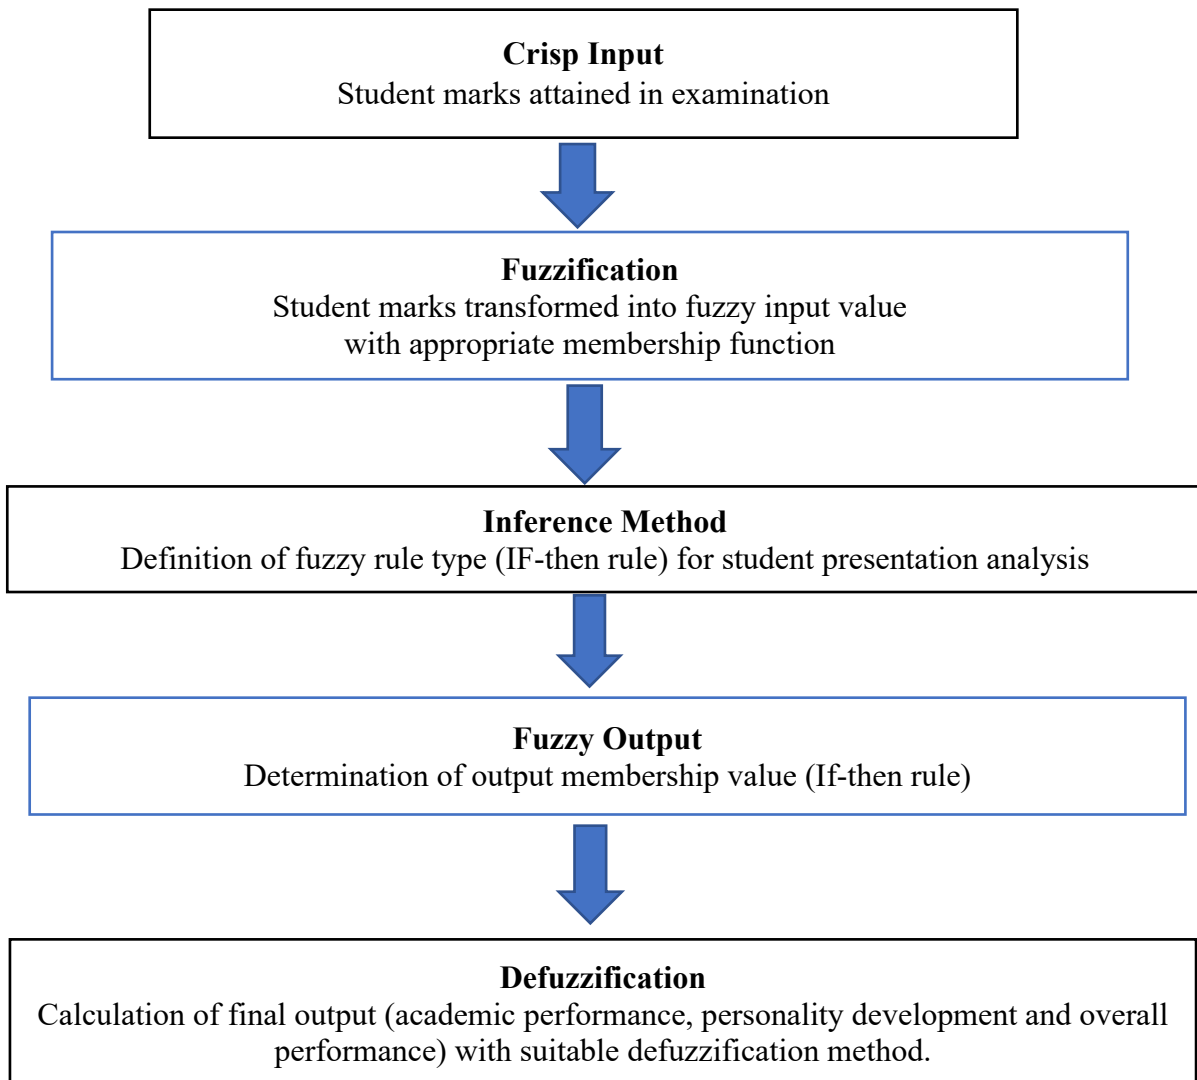 Crisp Input
Student marks attained in examination
Fuzzification
Student marks transformed into fuzzy input value
with appropriate membership function
Inference Method
Definition of fuzzy rule type (IF-then rule) for student presentation analysis
Fuzzy Output
Determination of output membership value (If-then rule)
Defuzzification
Calculation of final output (academic performance, personality development and overall
performance) with suitable defuzzification method.